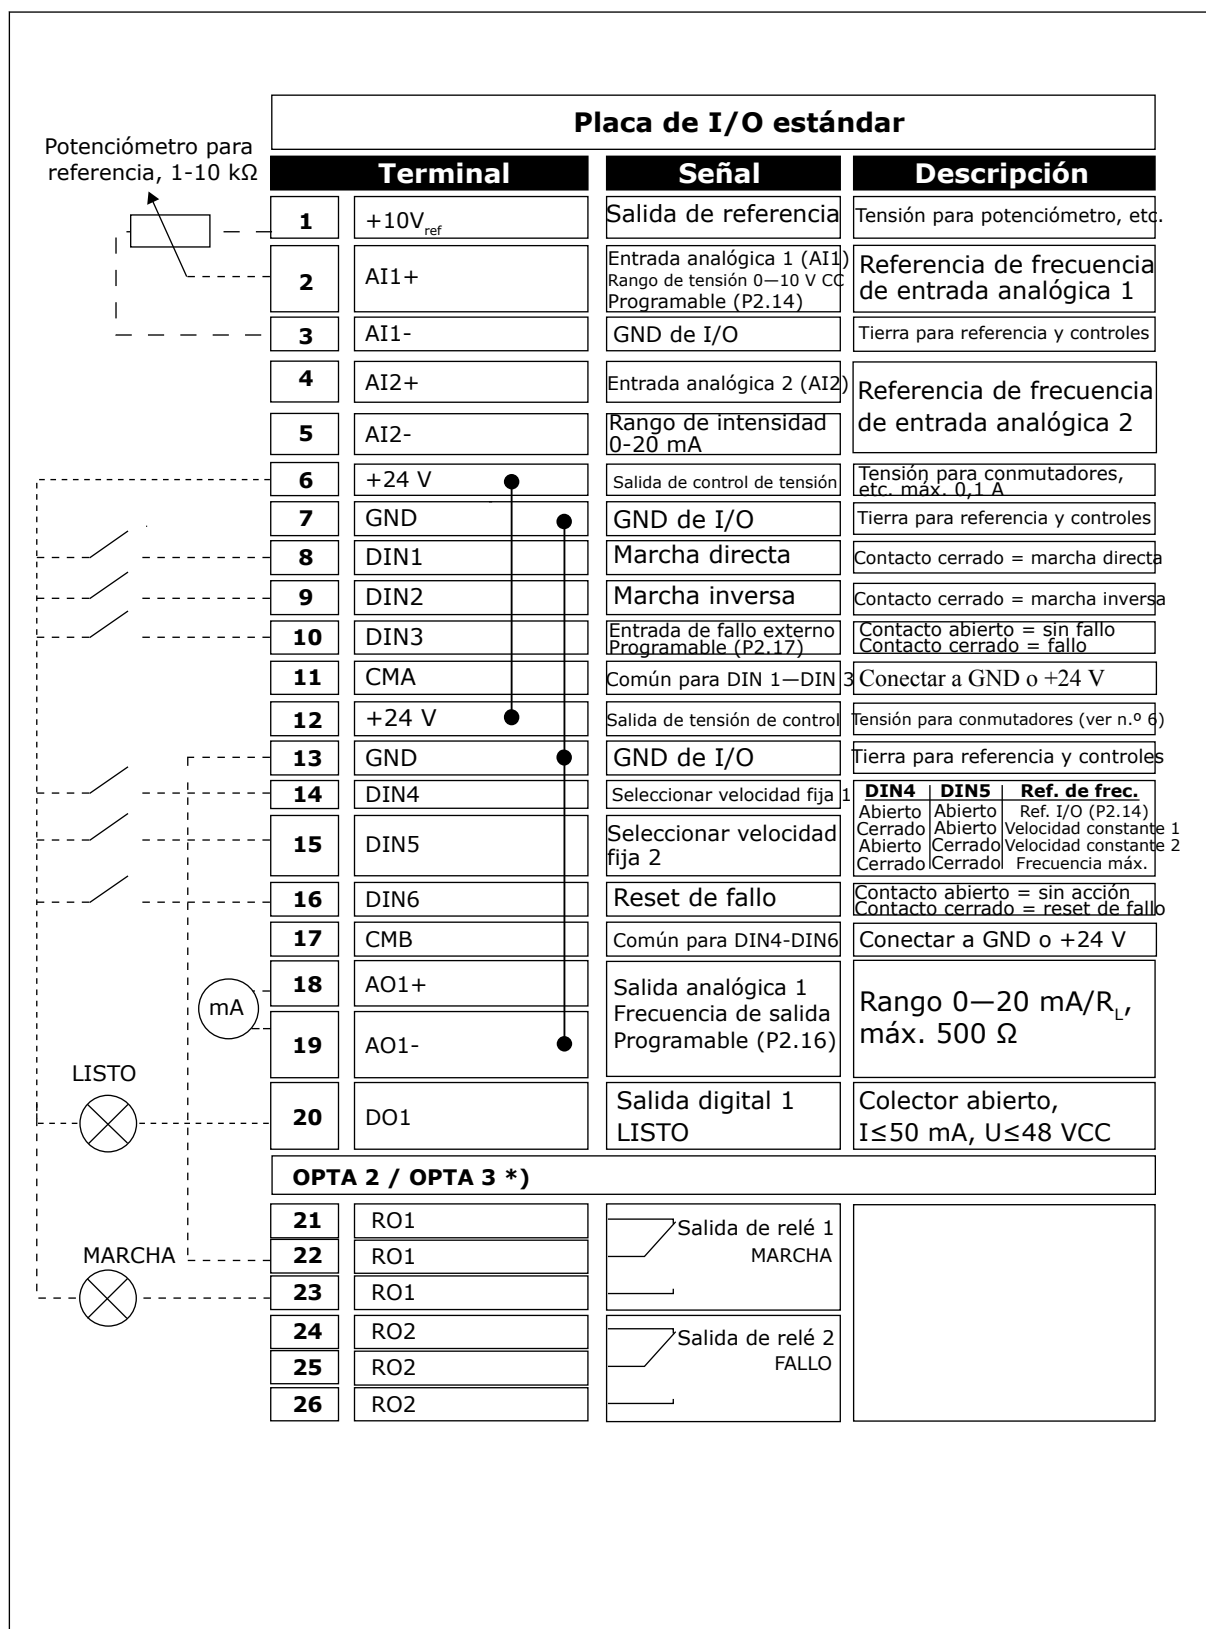 Placa de I/O estándar
Potenciómetro para
referencia, 1-10 kΩ
Terminal Señal Descripción
1 +10Vref Salida de referencia Tensión para potenciómetro, etc.
2 AI1+ Entrada analógica 1 (AI1)
Rango de tensión 0—10 V CC
Programable (P2.14)
Referencia de frecuencia
de entrada analógica 1
3 AI1- GND de I/O Tierra para referencia y controles
4 AI2+ Entrada analógica 2 (AI2)
5 AI2- Rango de intensidad
0-20 mA
Referencia de frecuencia
de entrada analógica 2
6 +24 V Salida de control de tensión Tensión para conmutadores,
etc. máx. 0,1 A
7 GND GND de I/O Tierra para referencia y controles
8 DIN1 Marcha directa Contacto cerrado = marcha directa
9 DIN2 Marcha inversa Contacto cerrado = marcha inversa
10 DIN3 Entrada de fallo externo
Programable (P2.17)
Contacto abierto = sin fallo
Contacto cerrado = fallo
11 CMA Común para DIN 1—DIN 3 Conectar a GND o +24 V
12 +24 V Salida de tensión de control Tensión para conmutadores (ver n.º 6)
13 GND GND de I/O Tierra para referencia y controles
14 DIN4 Seleccionar velocidad fija 1
15 DIN5 Seleccionar velocidad
fija 2
DIN4 DIN5 Ref. de frec.
Abierto Abierto Ref. I/O (P2.14)
Cerrado Abierto Velocidad constante 1
Abierto Cerrado Velocidad constante 2
Cerrado Cerrado Frecuencia máx.
16 DIN6 Reset de fallo Contacto abierto = sin acción
Contacto cerrado = reset de fallo
17 CMB Común para DIN4-DIN6 Conectar a GND o +24 V
mA
18 AO1+
19 AO1-
Salida analógica 1
Frecuencia de salida
Programable (P2.16)
Rango 0—20 mA/RL,
máx. 500 Ω
LISTO
20 DO1 Salida digital 1
LISTO
Colector abierto,
I≤50 mA, U≤48 VCC
OPTA 2 / OPTA 3 *)
MARCHA
21 RO1
22 RO1
23 RO1
Salida de relé 1
MARCHA
24 RO2
25 RO2
26 RO2
Salida de relé 2
FALLO